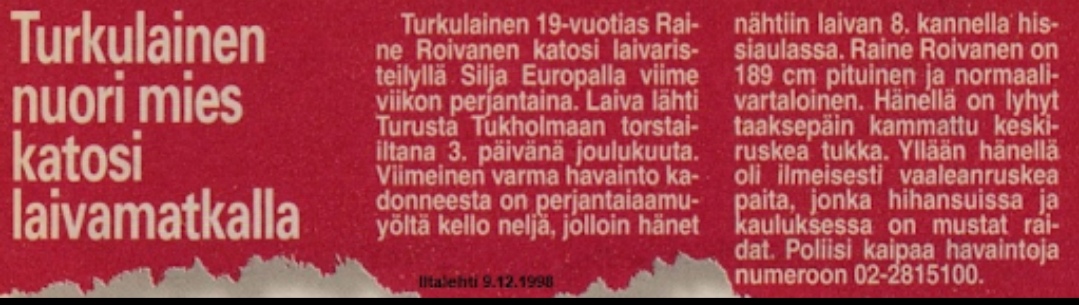 Turkulainen
nuori mies
katosi
laivamatkalla
Turkulainen 19-vuotias Rai-
ne Roivanen katosi laivaris-
teilyllä Silja Europalla viime
viikon perjantaina. Laiva lähti
Turusta Tukholmaan torstai-
iltana 3. päivänä joulukuuta.
Viimeinen varma havainto ka-
donneesta on perjantaiaamu-
yöltä kello neljä, jolloin hänet
nähtiin laivan 8. kannella his-
siaulassa. Raine Roivanen on
189 cm pituinen ja normaali-
vartaloinen. Hänellä on lyhyt
taaksepäin kammattu keski-
ruskea tukka. Yllään hänellä
oli ilmeisesti vaaleanruskea
paita, jonka hihansuissa ja
kauluksessa on mustat rai-
dat. Poliisi kaipaa havaintoja
numeroon 02-2815100.
Iltalehti 9.12.1998